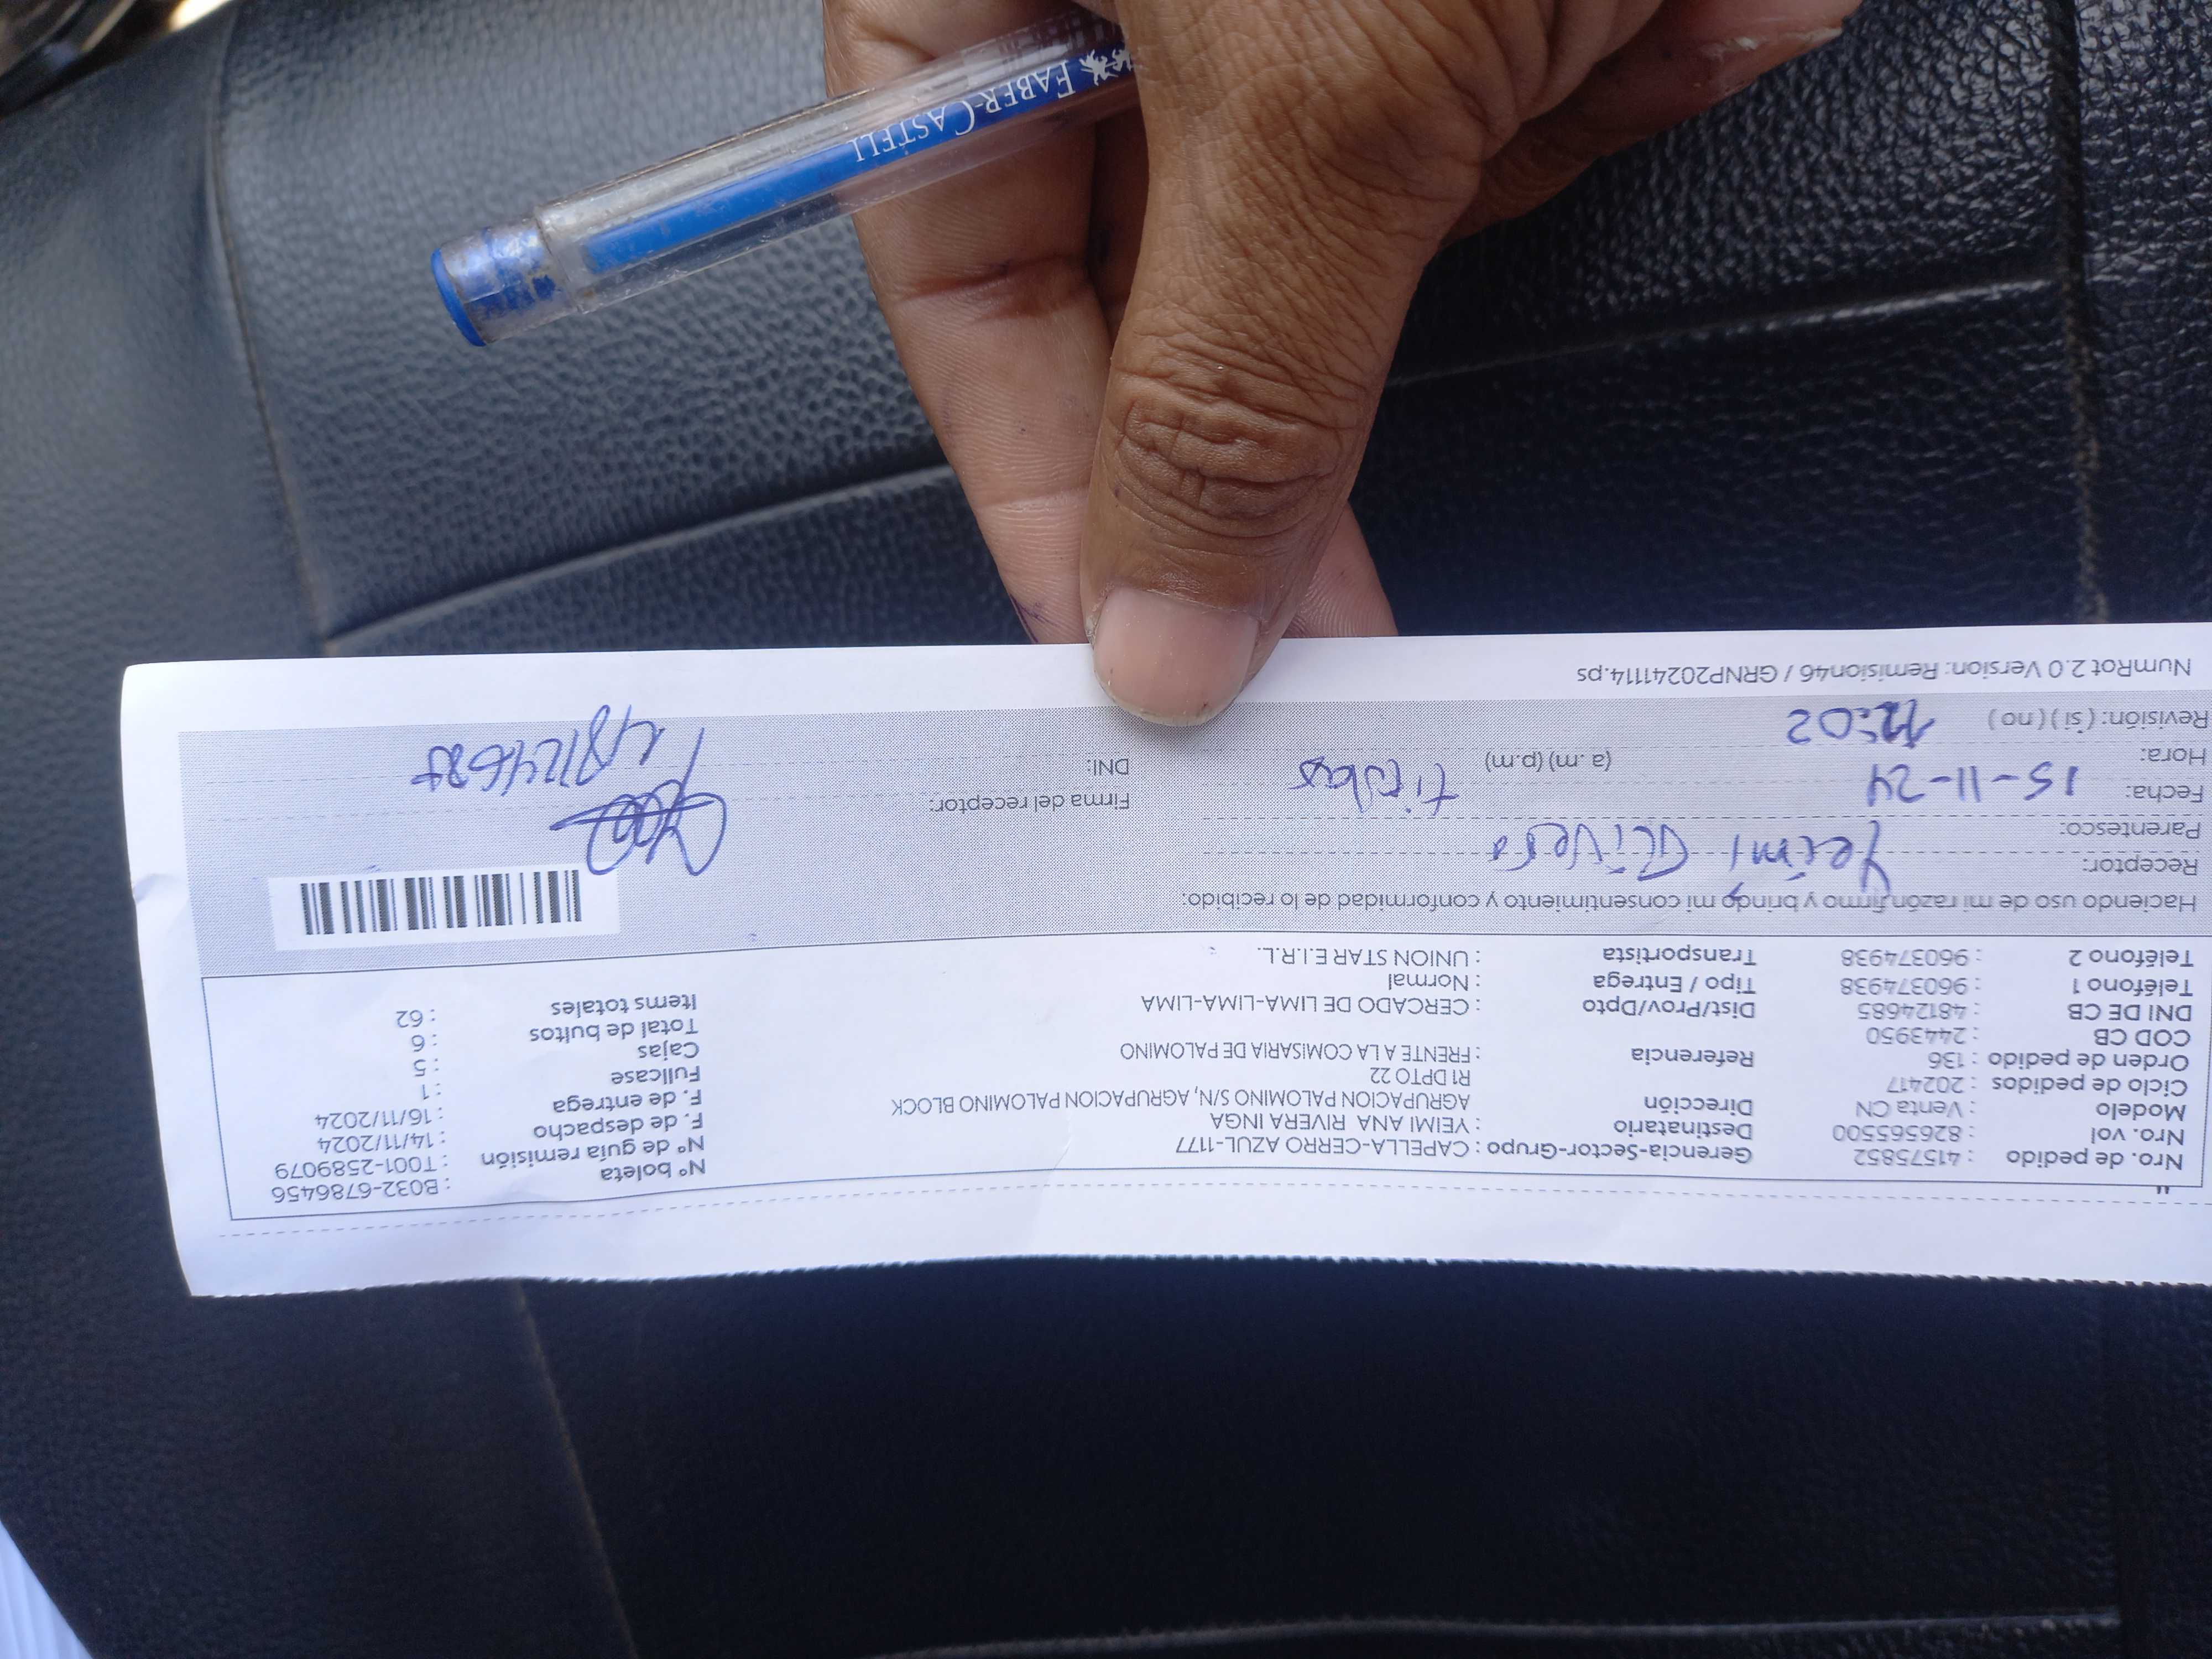 Nro. de pedido : 41575852 Gerencia-Sector-Grupo : CAPELLA-CERRO AZUL-1177 Nº boleta : B032-6786456
Nro. vol : 826565500 Destinatario : YEIMI ANA RIVERA INGA Nº de guía remisión : T001-2589079
Modelo : Venta CN Dirección AGRUPACION PALOMINO S/N, AGRUPACION PALOMINO BLOCK F. de despacho : 14/11/2024
Ciclo de pedidos : 202417 R1 DPTO 22 F. de entrega : 16/11/2024
Orden de pedido : 136 Referencia : FRENTE A LA COMISARIA DE PALOMINO Fullcase : 1
COD CB : 2443950 Cajas : 5
DNI DE CB : 48124685 Dist/Prov/Dpto : CERCADO DE LIMA-LIMA-LIMA Total de bultos : 6
Teléfono 1 : 960374938 Tipo / Entrega : Normal Items totales : 62
Teléfono 2 : 960374938 Transportista : UNION STAR E.I.R.L.
Haciendo uso de mi razón, firmo y brindo mi consentimiento y conformidad de lo recibido:
Receptor: Yeimi Rivera
Parentesco: titular Firma del receptor:
Fecha: 15-11-24
Hora: 12:02 (a.m) (p.m) DNI: 48124685
Revisión: (si) (no)
NumRot 2.0 Version: Remision46 / GRNP20241114.ps
FABER-CASTELL